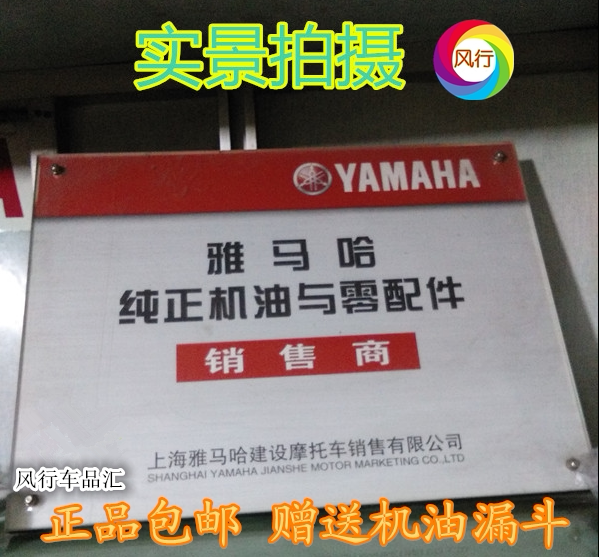 实景拍摄
风行
YAMAHA
雅马哈
纯正机油与零配件
销售商
上海雅马哈建设摩托车销售有限公司
SHANGHAI YAMAHA JIANSHE MOTOR MARKETING CO.,LTD
风行车品汇
正品包邮 赠送机油漏斗